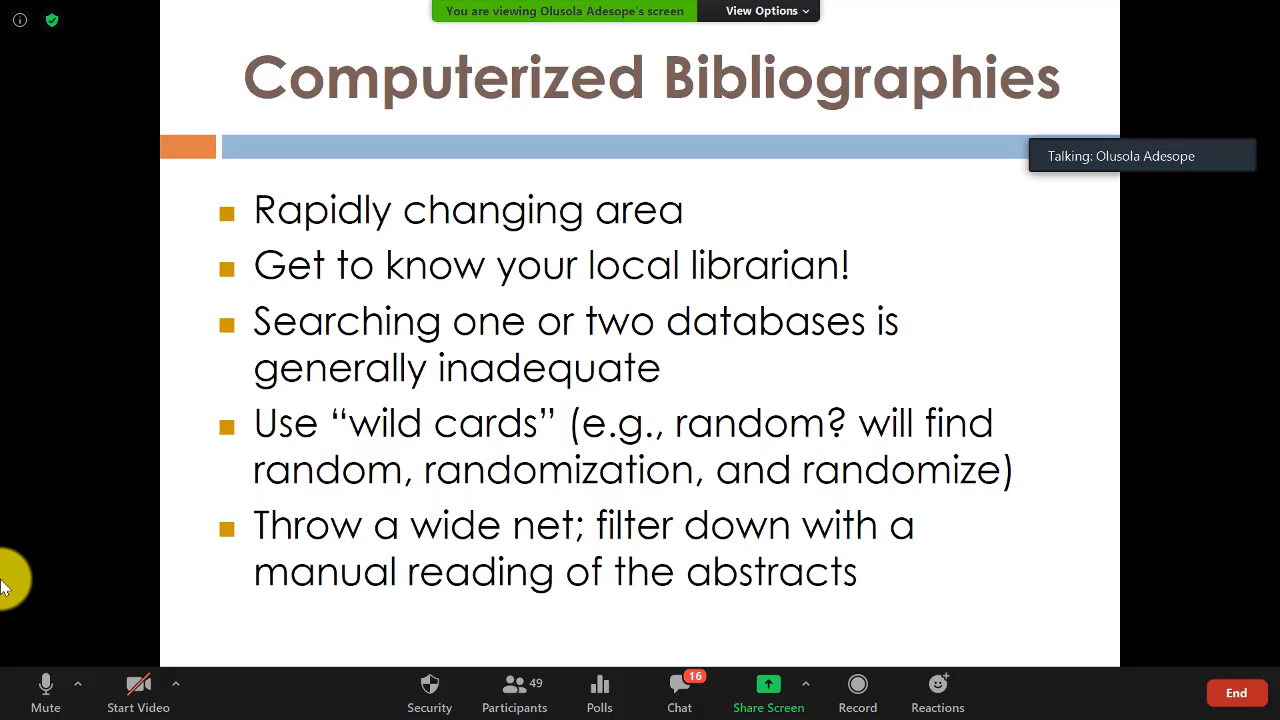 You are viewing Olusola Adesope's screen
View Options
Computerized Bibliographies
Talking: Olusola Adesope
Rapidly changing area
Get to know your local librarian!
Searching one or two databases is
generally inadequate
Use “wild cards” (e.g., random? will find
random, randomization, and randomize)
Throw a wide net; filter down with a
manual reading of the abstracts
Mute
Start Video
Security
49
Participants
Polls
16
Chat
Share Screen
Record
Reactions
End